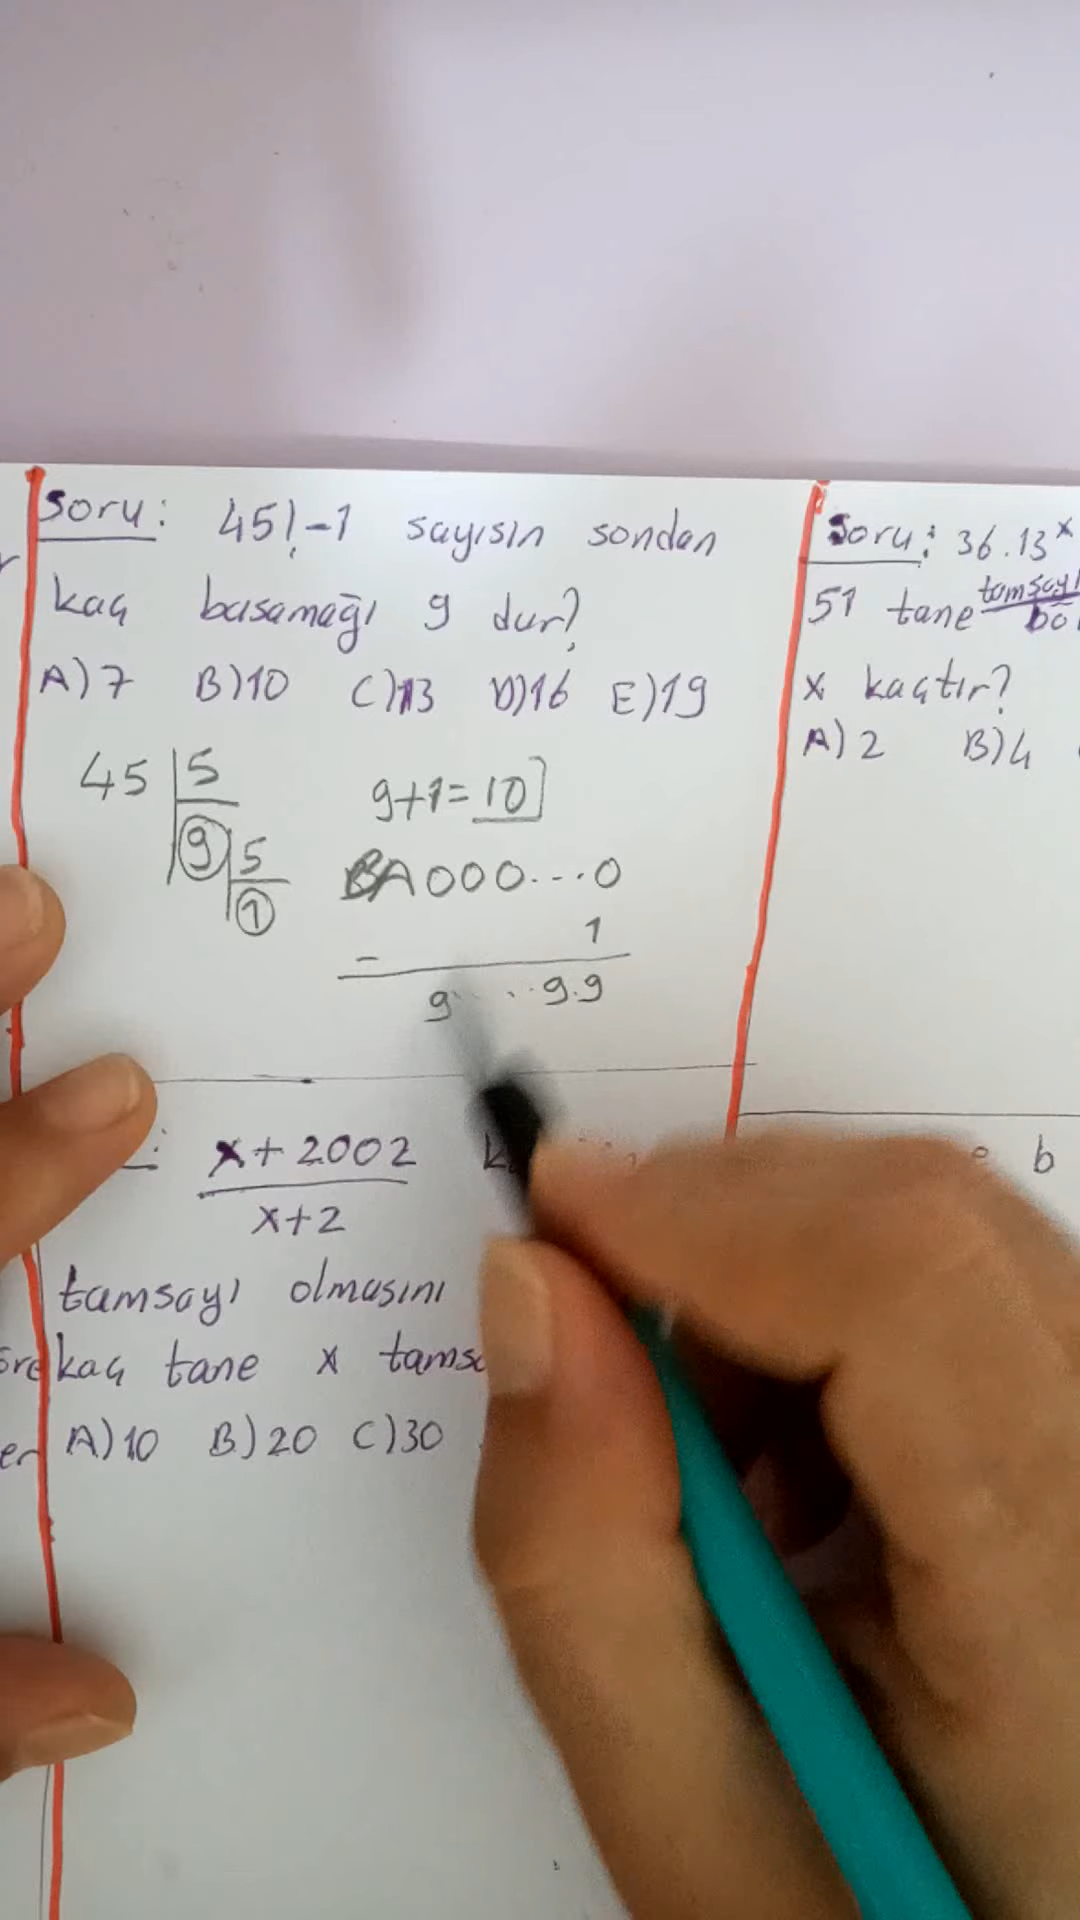 Soru: 45!-1 sayısın sondan
kaç basamağı 9 dur?
A)7 B)10 C)13 D)16 E)19
45 5
9 5
1
9+1=10
BA000...0
1
-
9...9.9
x+2002
x+2
tamsayı olmasını
kaç tane x
A)10 B)20 C)30
Soru: 36.13ˣ
51 tane tamsayı
x kaçtır?
A)2 B)4
b